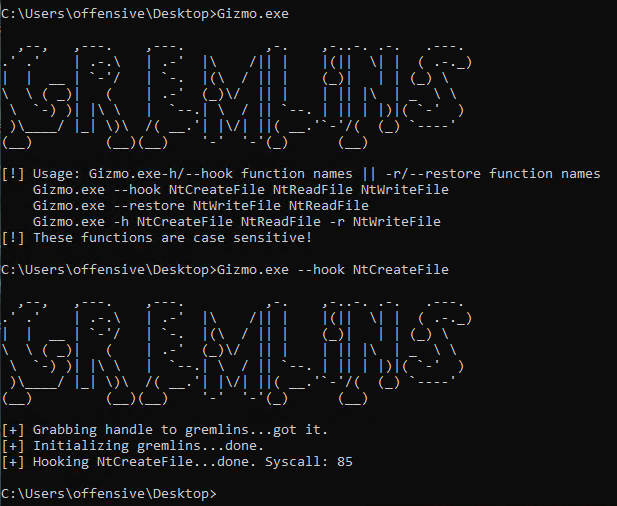 C:\Users\offensive\Desktop>Gizmo.exe
GREMLINS
[!] Usage: Gizmo.exe-h/--hook function names || -r/--restore function names
Gizmo.exe --hook NtCreateFile NtReadFile NtWriteFile
Gizmo.exe --restore NtWriteFile NtReadFile
Gizmo.exe -h NtCreateFile NtReadFile -r NtWriteFile
[!] These functions are case sensitive!
C:\Users\offensive\Desktop>Gizmo.exe --hook NtCreateFile
GREMLINS
[+] Grabbing handle to gremlins...got it.
[+] Initializing gremlins...done.
[+] Hooking NtCreateFile...done. Syscall: 85
C:\Users\offensive\Desktop>